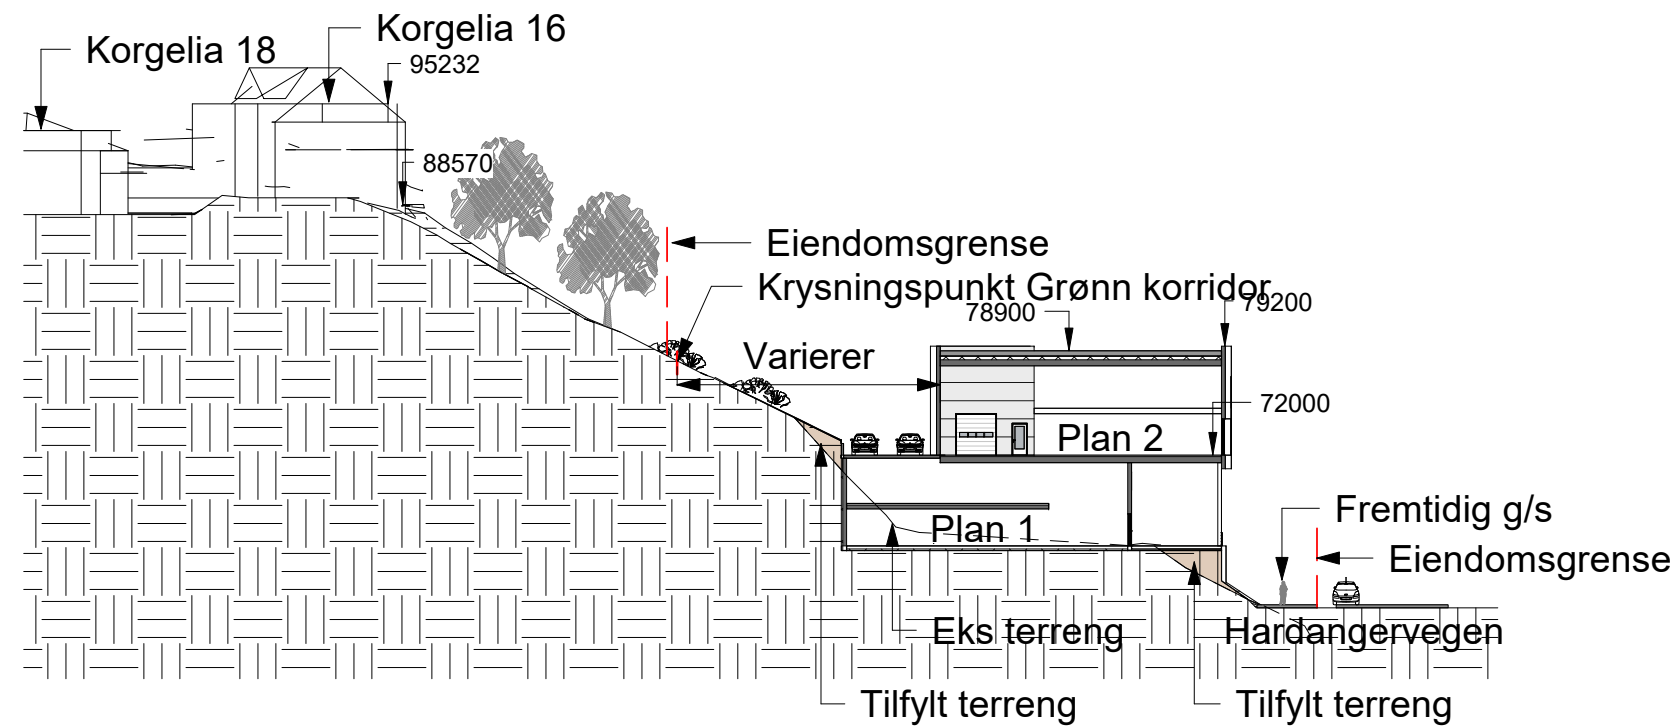 Korgelia 18
Korgelia 16
95232
88570
Eiendomsgrense
Krysningspunkt Grønn korridor
79200
78900
Varierer
72000
Plan 2
Plan 1
Fremtidig g/s
Eiendomsgrense
Eks terreng
Hardangervegen
Tilfylt terreng
Tilfylt terreng